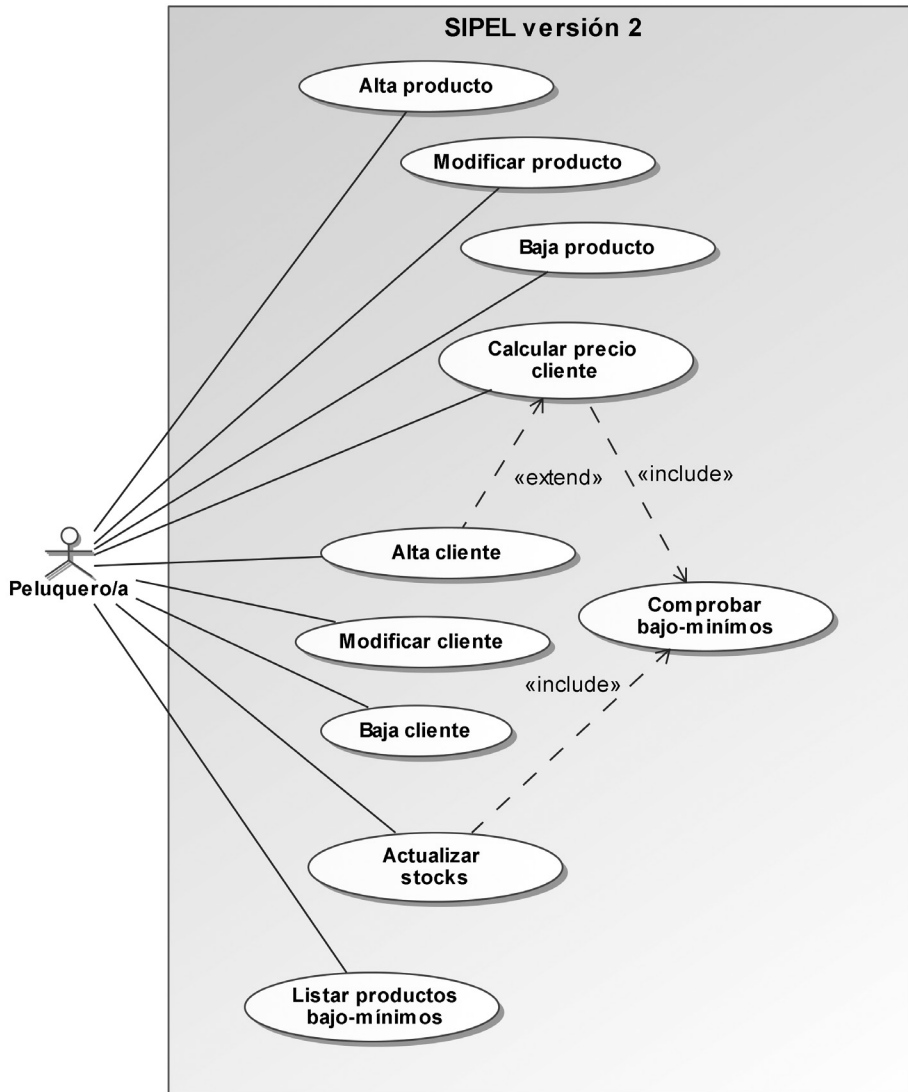 SIPEL versión 2
Alta producto
Modificar producto
Baja producto
Calcular precio
cliente
«extend»
«include»
Alta cliente
Peluquero/a
Comprobar
bajo-minímos
Modificar cliente
«include»
Baja cliente
Actualizar
stocks
Listar productos
bajo-mínimos